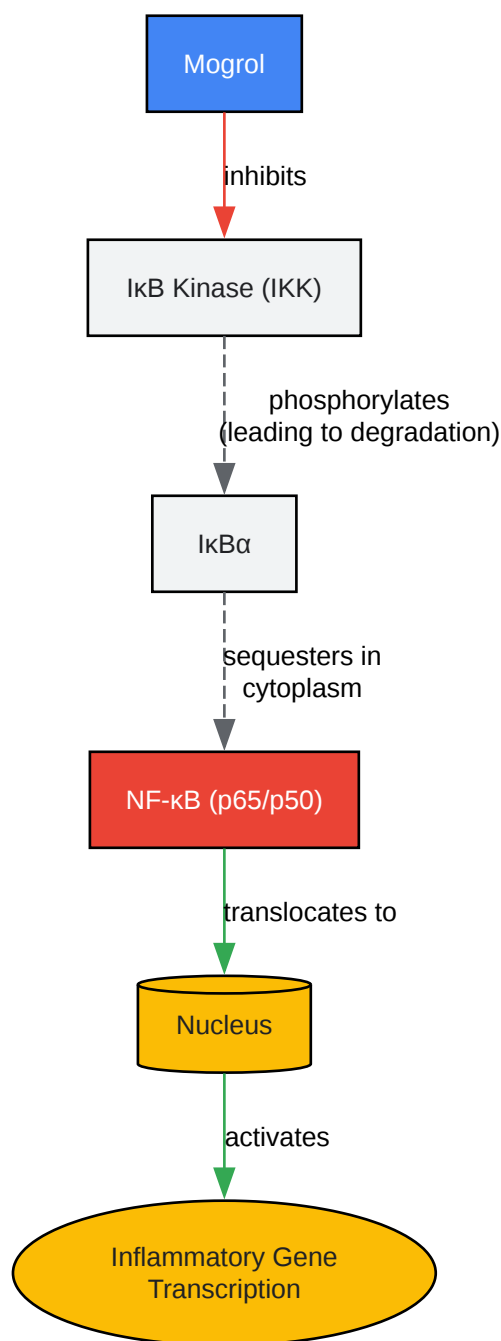 Mogrol
inhibits
IκB Kinase (IKK)
phosphorylates
(leading to degradation)
IκBα
sequesters in
cytoplasm
NF-κB (p65/p50)
translocates to
Nucleus
activates
Inflammatory Gene
Transcription